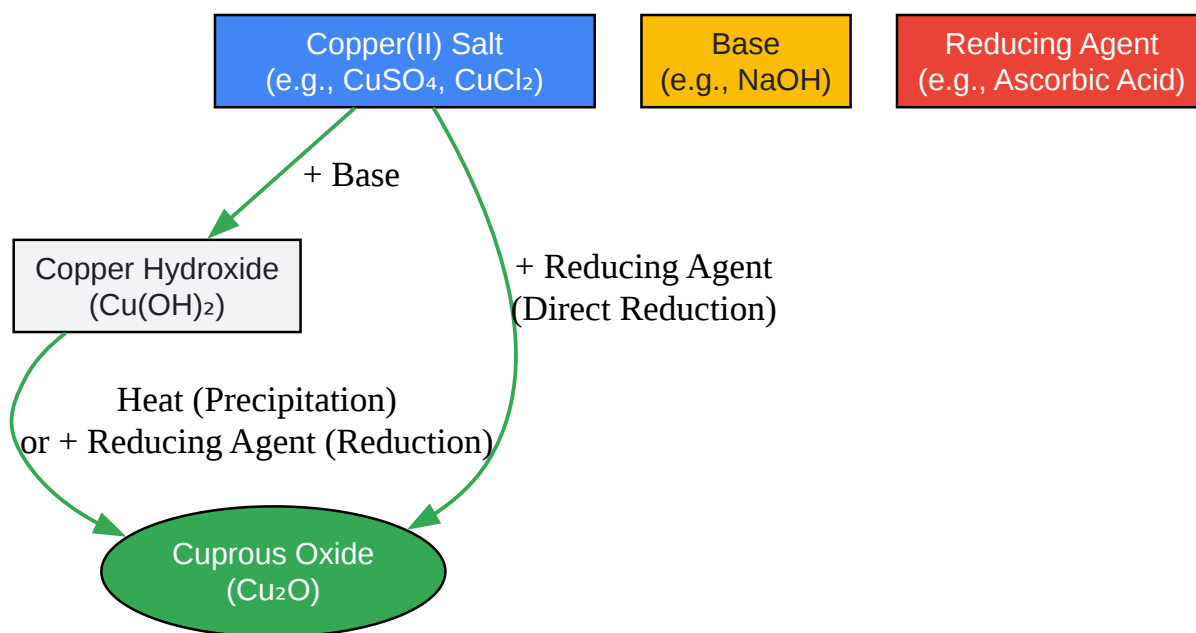 Copper(II) Salt
(e.g., CuSO₄, CuCl₂)
Base
(e.g., NaOH)
Reducing Agent
(e.g., Ascorbic Acid)
+ Base
Copper Hydroxide
(Cu(OH)₂)
+ Reducing Agent
(Direct Reduction)
Heat (Precipitation)
or + Reducing Agent (Reduction)
Cuprous Oxide
(Cu₂O)